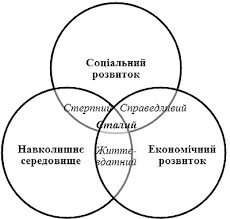 Соціальний
розвиток
Стерпний Справедливий
Сталий
Навколишнє Життє- Економічний
середовище здатний розвиток